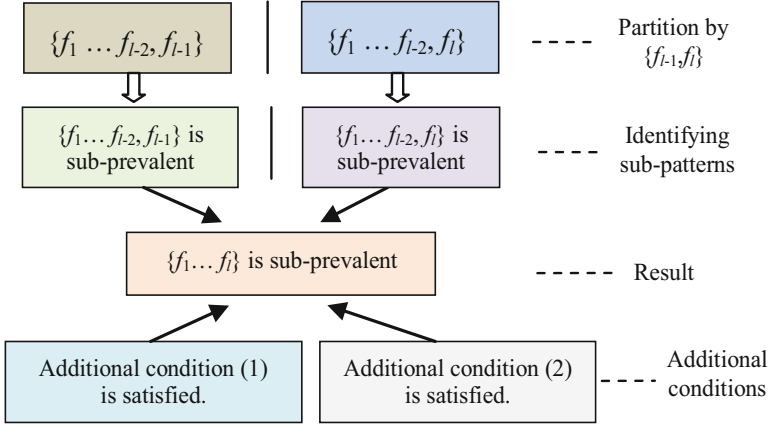 {f₁ … fₗ₋₂, fₗ₋₁}
{f₁ … fₗ₋₂, fₗ}
Partition by
{fₗ₋₁,fₗ}
{f₁… fₗ₋₂, fₗ₋₁} is
sub-prevalent
{f₁… fₗ₋₂, fₗ} is
sub-prevalent
Identifying
sub-patterns
{f₁… fₗ} is sub-prevalent
Result
Additional condition (1)
is satisfied.
Additional condition (2)
is satisfied.
Additional
conditions